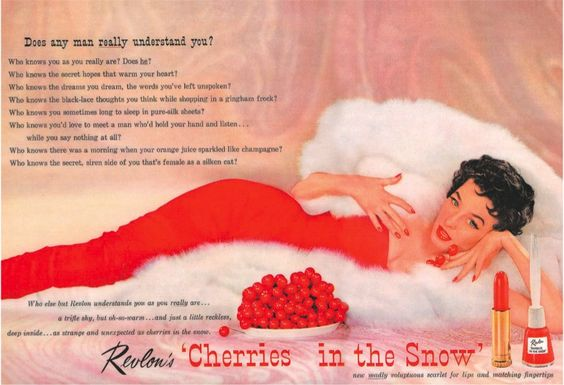 Does any man really understand you?
Who knows you as you really are? Does he?
Who knows the secret hopes that warm your heart?
Who knows the dreams you dream, the words you've left unspoken?
Who knows the black-lace thoughts you think while shopping in a gingham frock?
Who knows you sometimes long to sleep in pure-silk sheets?
Who knows you'd love to meet a man who'd hold your hand and listen...
while you say nothing at all?
Who knows there was a morning when your orange juice sparkled like champagne?
Who knows the secret, siren side of you that's female as a silken cat?
Who else but Revlon understands you as you really are...
a trifle shy, but oh-so-warm...and just a little reckless,
deep inside...as strange and unexpected as cherries in the snow.
Revlon's 'Cherries in the Snow'
new madly voluptuous scarlet for lips and matching fingertips
Revlon
IN THE SNOW